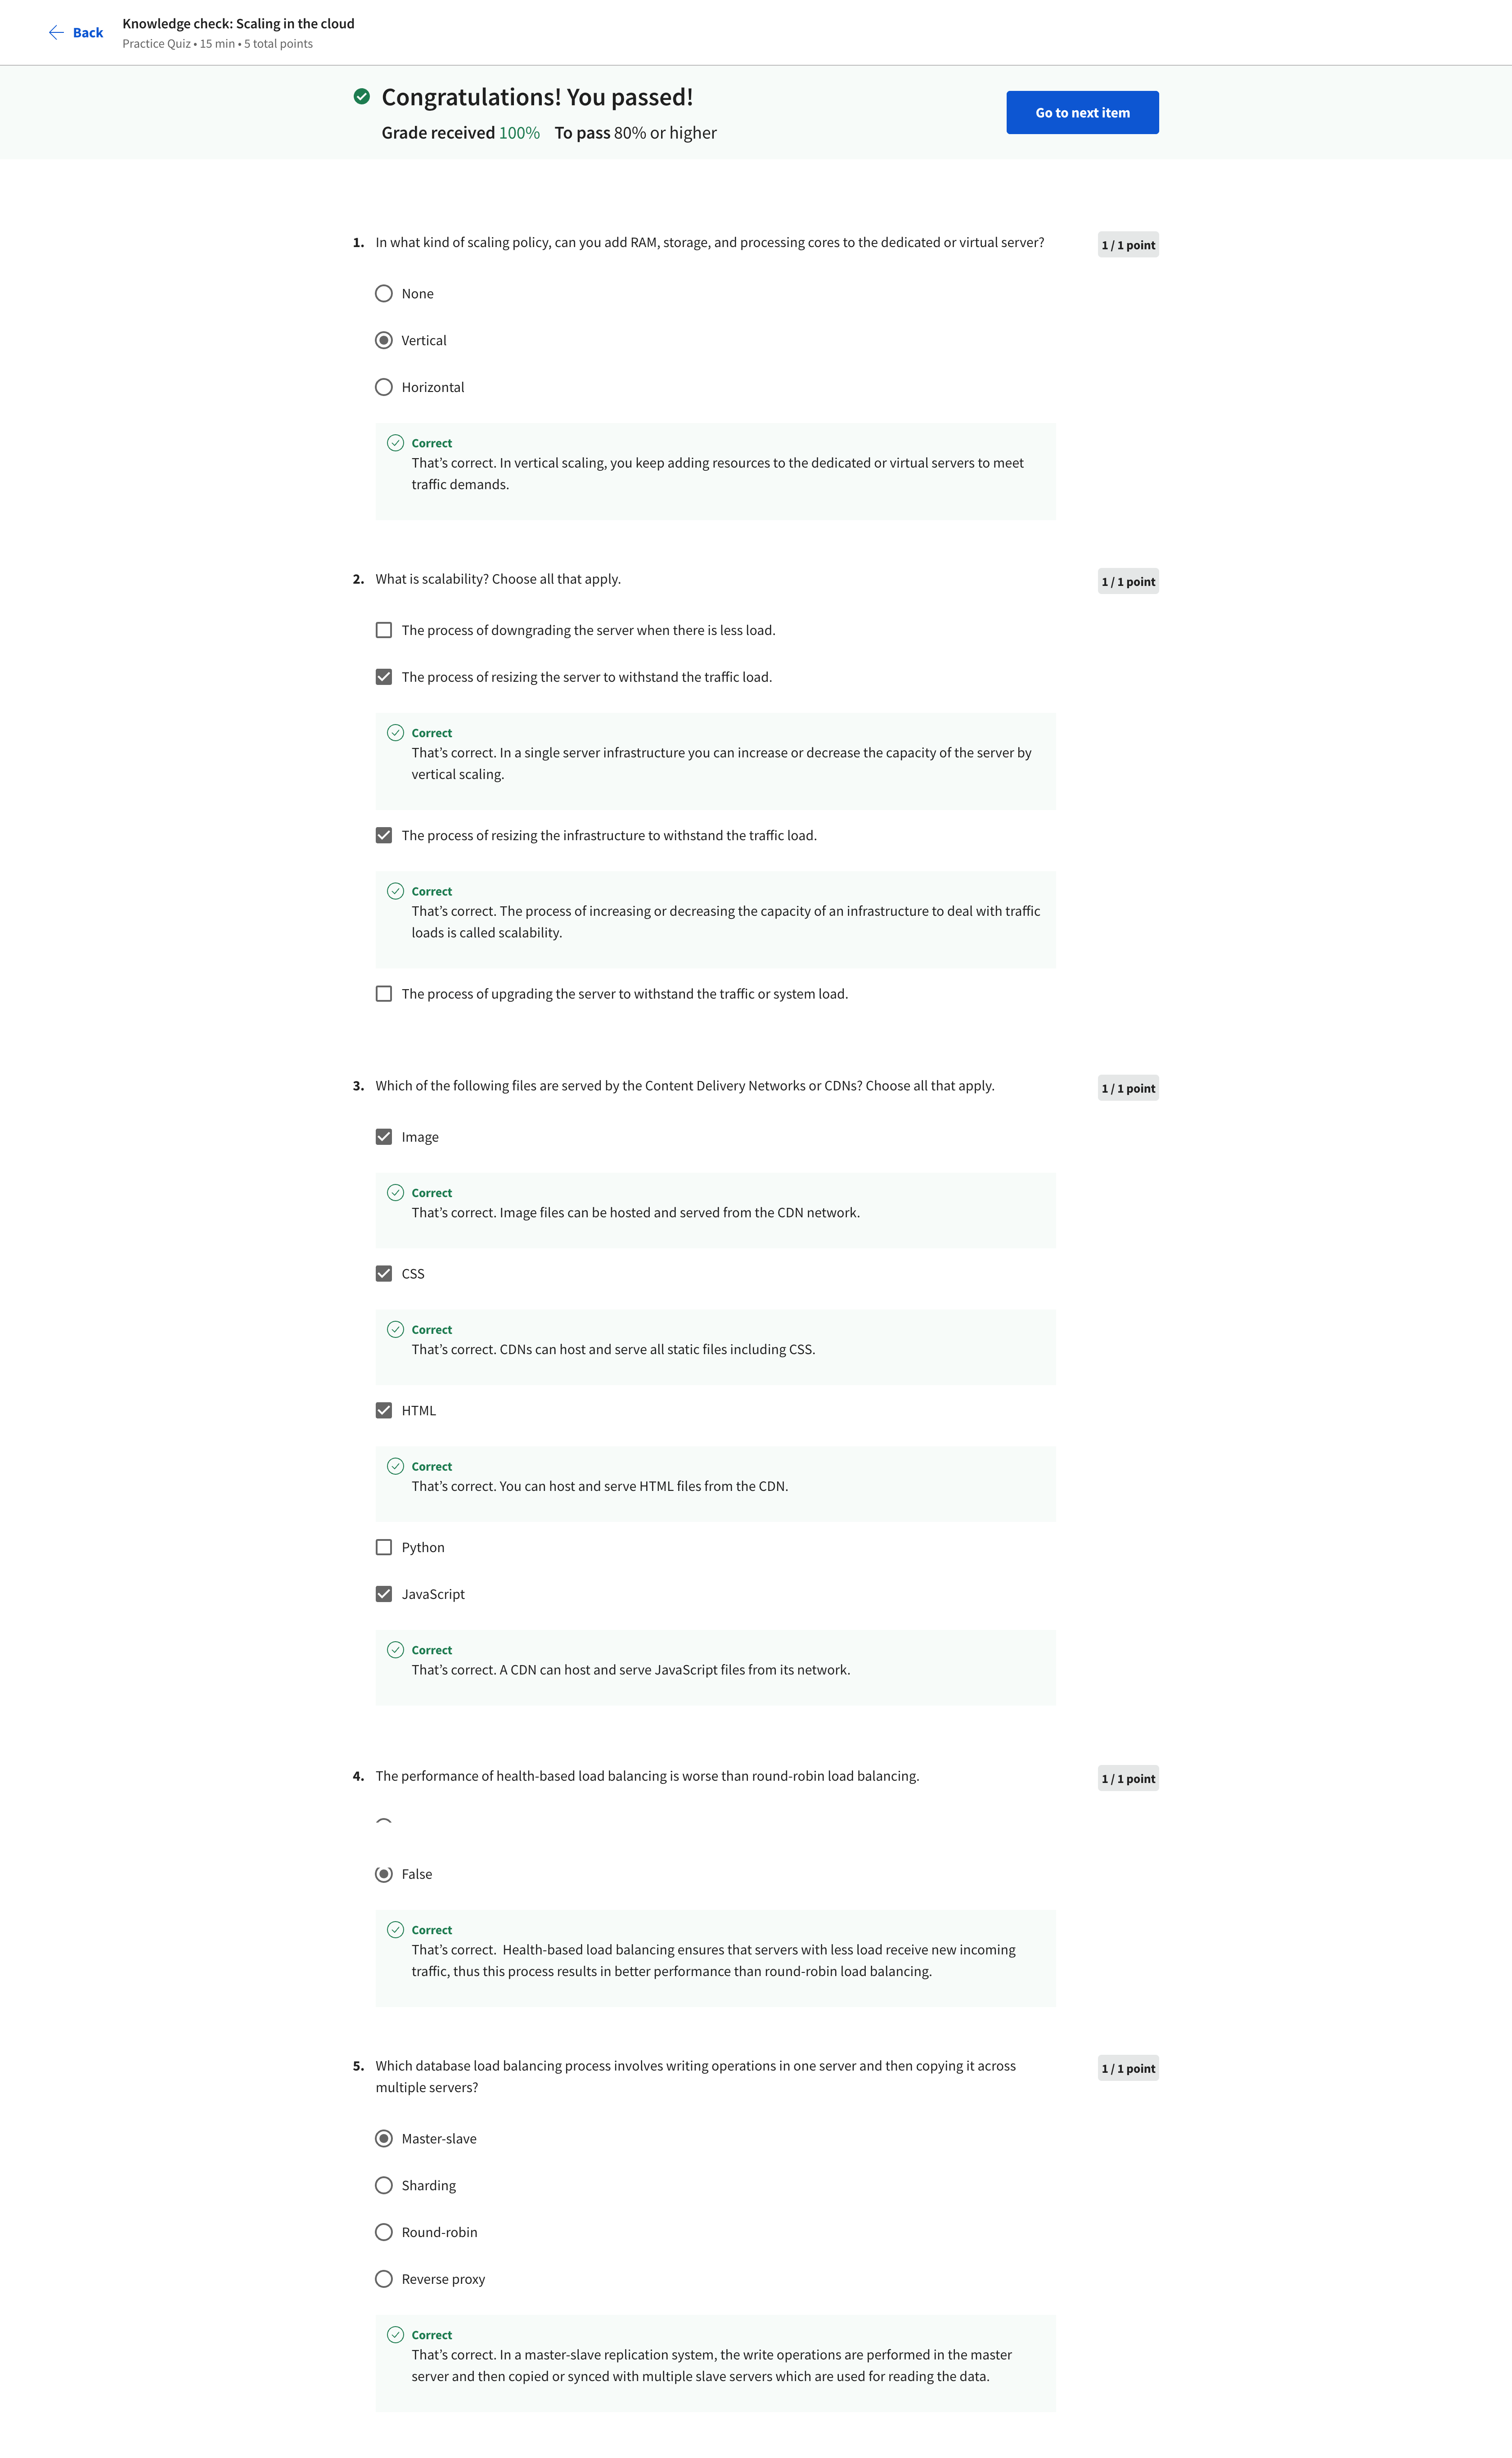 Back
Knowledge check: Scaling in the cloud
Practice Quiz • 15 min • 5 total points
Congratulations! You passed!
Grade received 100% To pass 80% or higher
Go to next item
1. In what kind of scaling policy, can you add RAM, storage, and processing cores to the dedicated or virtual server?
1 / 1 point
None
Vertical
Horizontal
Correct
That’s correct. In vertical scaling, you keep adding resources to the dedicated or virtual servers to meet
traffic demands.
2. What is scalability? Choose all that apply.
1 / 1 point
The process of downgrading the server when there is less load.
The process of resizing the server to withstand the traffic load.
Correct
That’s correct. In a single server infrastructure you can increase or decrease the capacity of the server by
vertical scaling.
The process of resizing the infrastructure to withstand the traffic load.
Correct
That’s correct. The process of increasing or decreasing the capacity of an infrastructure to deal with traffic
loads is called scalability.
The process of upgrading the server to withstand the traffic or system load.
3. Which of the following files are served by the Content Delivery Networks or CDNs? Choose all that apply.
1 / 1 point
Image
Correct
That’s correct. Image files can be hosted and served from the CDN network.
CSS
Correct
That’s correct. CDNs can host and serve all static files including CSS.
HTML
Correct
That’s correct. You can host and serve HTML files from the CDN.
Python
JavaScript
Correct
That’s correct. A CDN can host and serve JavaScript files from its network.
4. The performance of health-based load balancing is worse than round-robin load balancing.
1 / 1 point
False
Correct
That’s correct.  Health-based load balancing ensures that servers with less load receive new incoming
traffic, thus this process results in better performance than round-robin load balancing.
5. Which database load balancing process involves writing operations in one server and then copying it across
multiple servers?
1 / 1 point
Master-slave
Sharding
Round-robin
Reverse proxy
Correct
That’s correct. In a master-slave replication system, the write operations are performed in the master
server and then copied or synced with multiple slave servers which are used for reading the data.